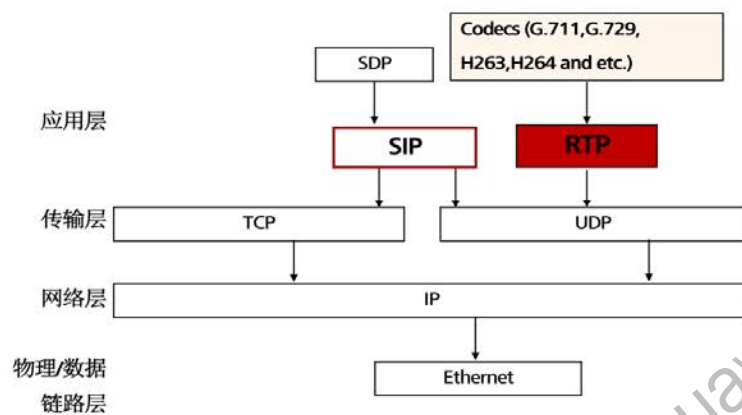 Codecs (G.711,G.729,
H263,H264 and etc.)
SDP
应用层
SIP
RTP
传输层
TCP
UDP
网络层
IP
物理/数据
链路层
Ethernet